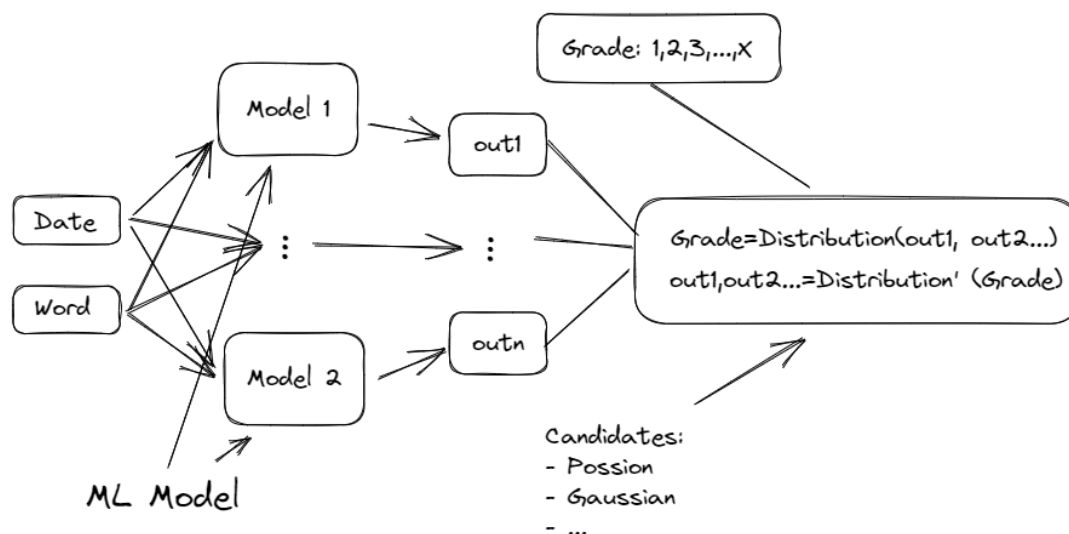 Grade: 1,2,3,...,X
Model 1
out1
Date
⋮
⋮
Grade=Distribution(out1, out2...)
out1,out2...=Distribution' (Grade)
Word
outn
Model 2
Candidates:
- Possion
- Gaussian
- ...
ML Model